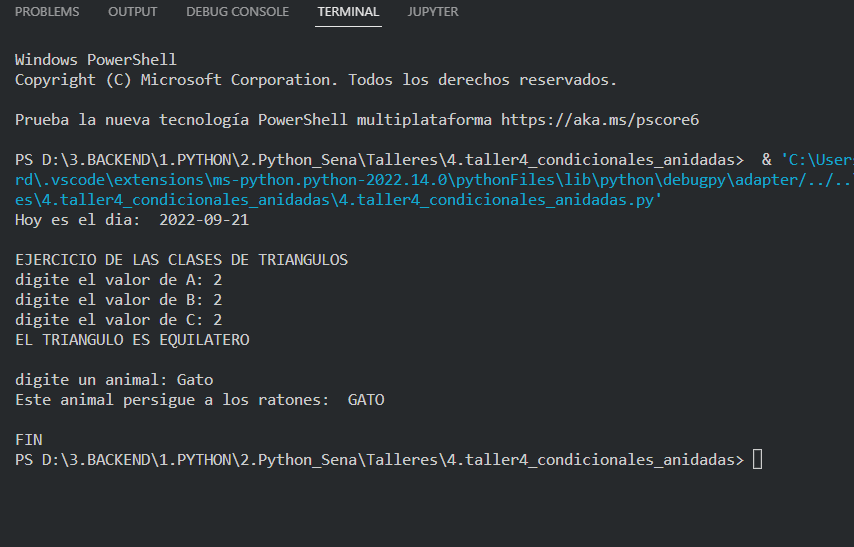 PROBLEMS OUTPUT DEBUG CONSOLE TERMINAL JUPYTER
Windows PowerShell
Copyright (C) Microsoft Corporation. Todos los derechos reservados.
Prueba la nueva tecnología PowerShell multiplataforma https://aka.ms/pscore6
PS D:\3.BACKEND\1.PYTHON\2.Python_Sena\Talleres\4.taller4_condicionales_anidadas>  & 'C:\User
rd\.vscode\extensions\ms-python.python-2022.14.0\pythonFiles\lib\python\debugpy\adapter/../..
es\4.taller4_condicionales_anidadas\4.taller4_condicionales_anidadas.py'
Hoy es el dia:  2022-09-21
EJERCICIO DE LAS CLASES DE TRIANGULOS
digite el valor de A: 2
digite el valor de B: 2
digite el valor de C: 2
EL TRIANGULO ES EQUILATERO
digite un animal: Gato
Este animal persigue a los ratones:  GATO
FIN
PS D:\3.BACKEND\1.PYTHON\2.Python_Sena\Talleres\4.taller4_condicionales_anidadas>